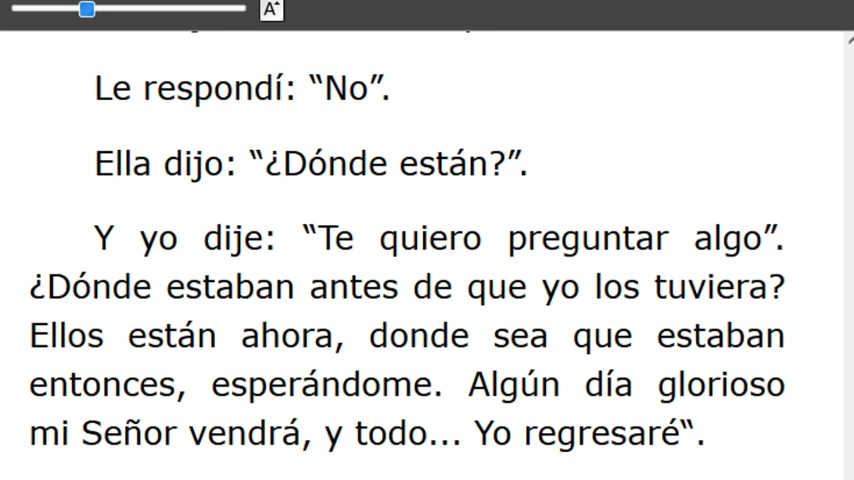 A
Le respondí: “No”.
Ella dijo: “¿Dónde están?”.
Y yo dije: “Te quiero preguntar algo”.
¿Dónde estaban antes de que yo los tuviera?
Ellos están ahora, donde sea que estaban
entonces, esperándome. Algún día glorioso
mi Señor vendrá, y todo... Yo regresaré“.